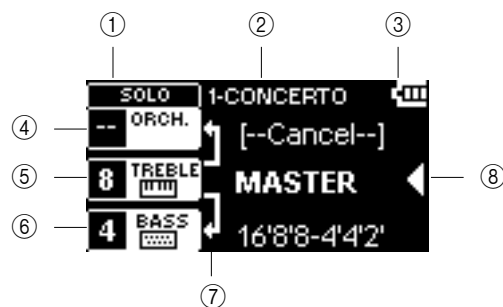 ① ② ③
SOLO 1-CONCERTO
④ -- ORCH. [--Cancel--]
⑤ 8 TREBLE MASTER ⑧
⑥ 4 BASS 16'8'8-4'4'2'
⑦